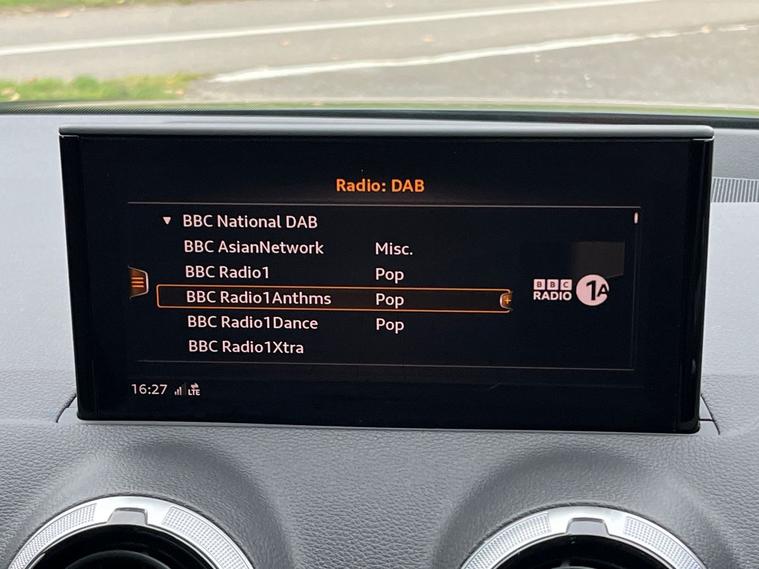 Radio: DAB
BBC National DAB
BBC AsianNetwork Misc.
BBC Radio1 Pop
BBC Radio1Anthms Pop
BBC Radio1Dance Pop
BBC Radio1Xtra
BBC
RADIO 1A
16:27 LTE